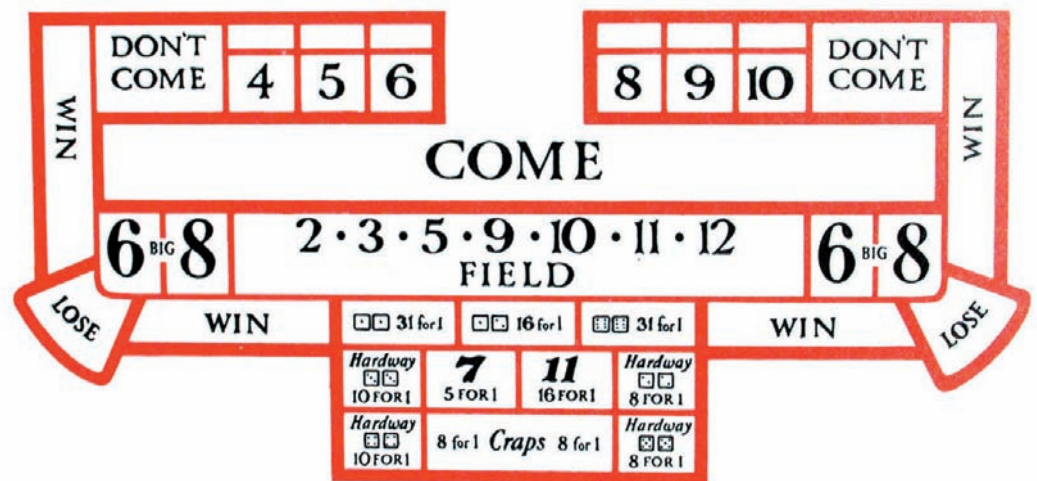 WIN
DON'T
COME
4 5 6
8 9 10
DON'T
COME
WIN
COME
6 BIG 8
2 · 3 · 5 · 9 · 10 · 11 · 12
FIELD
6 BIG 8
LOSE
WIN
31 for 1
16 for 1
31 for 1
WIN
LOSE
Hardway
10 FOR 1
7
5 FOR 1
11
16 FOR 1
Hardway
8 FOR 1
Hardway
10 FOR 1
8 for 1 Craps 8 for 1
Hardway
8 FOR 1